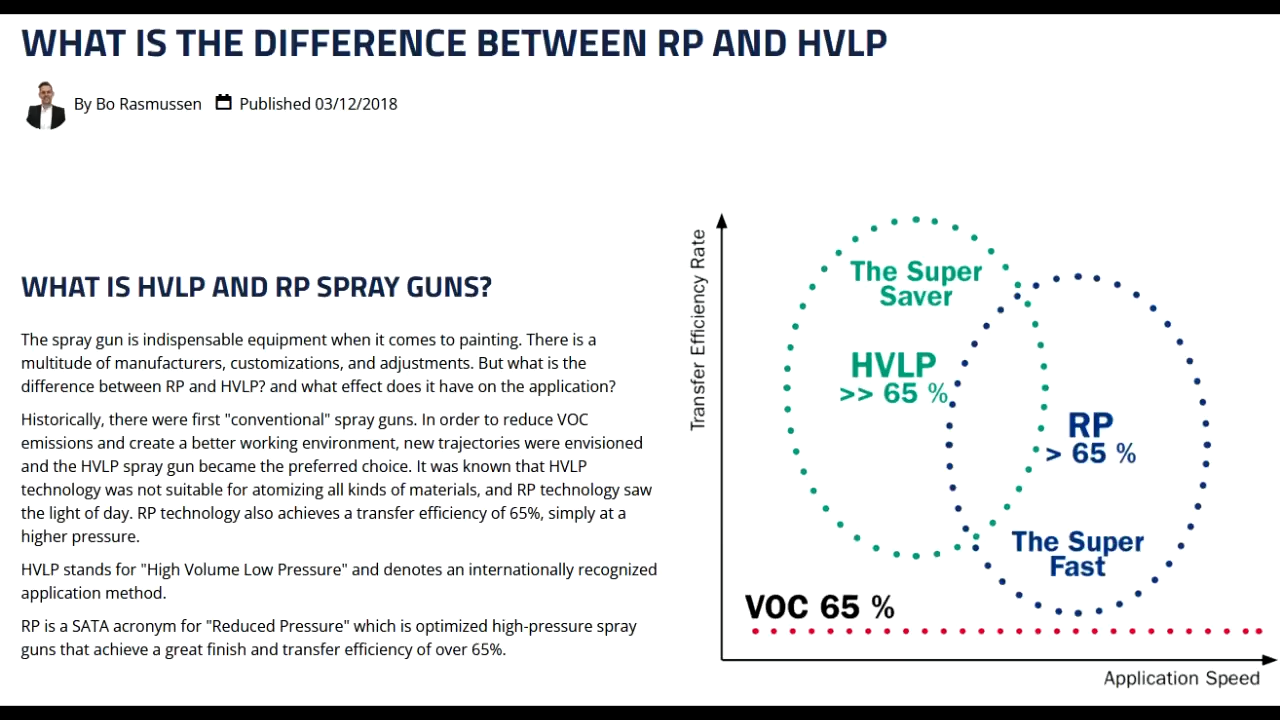 WHAT IS THE DIFFERENCE BETWEEN RP AND HVLP
By Bo Rasmussen Published 03/12/2018
WHAT IS HVLP AND RP SPRAY GUNS?
The spray gun is indispensable equipment when it comes to painting. There is a
multitude of manufacturers, customizations, and adjustments. But what is the
difference between RP and HVLP? and what effect does it have on the application?
Historically, there were first "conventional" spray guns. In order to reduce VOC
emissions and create a better working environment, new trajectories were envisioned
and the HVLP spray gun became the preferred choice. It was known that HVLP
technology was not suitable for atomizing all kinds of materials, and RP technology saw
the light of day. RP technology also achieves a transfer efficiency of 65%, simply at a
higher pressure.
HVLP stands for "High Volume Low Pressure" find denotes an internationally recognized
application method.
RP is a SATA acronym for "Reduced Pressure" which is optimized high-pressure spray
guns that achieve a great finish and transfer efficiency of over 65%.
Transfer Efficiency Rate
The Super
Saver
HVLP
>> 65 %
RP
> 65 %
The Super
Fast
VOC 65 %
Application Speed